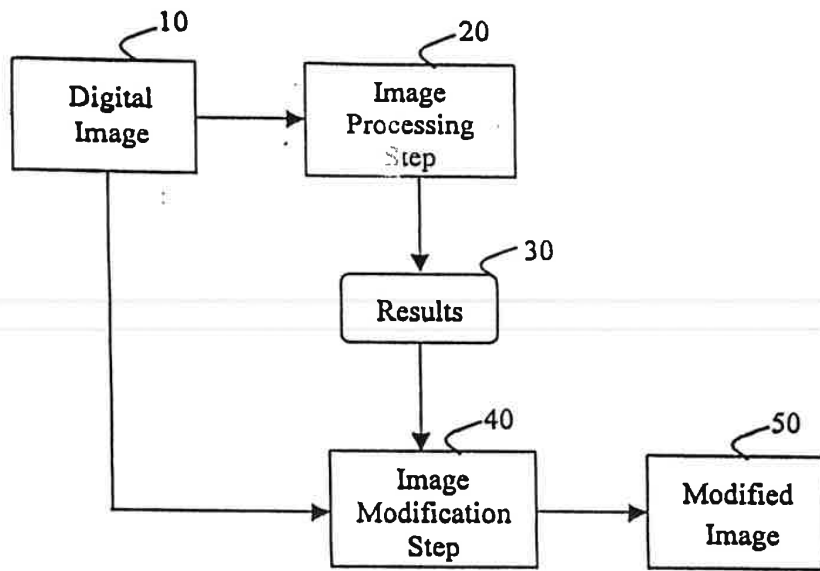 10
Digital
Image
20
Image
Processing
Step
30
Results
40
Image
Modification
Step
50
Modified
Image